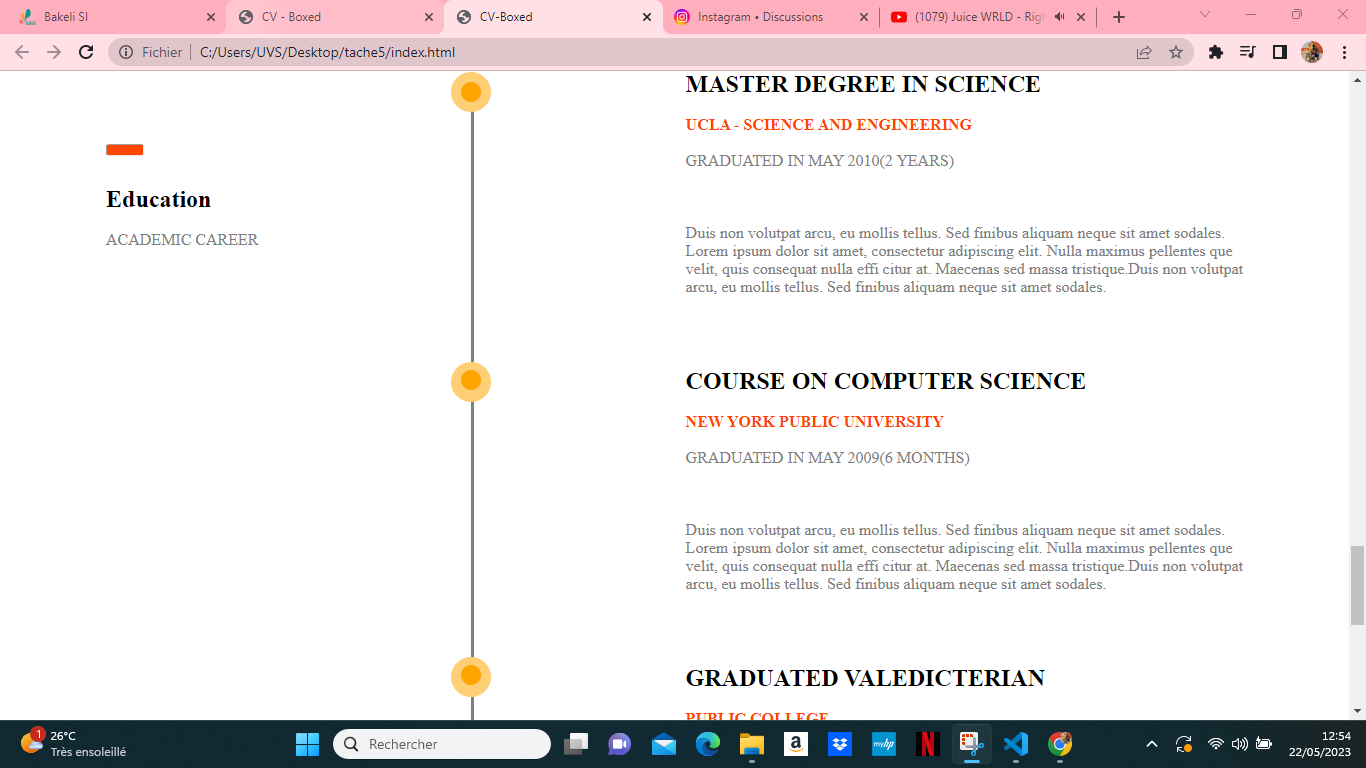 Bakeli SI
CV - Boxed
CV-Boxed
Instagram • Discussions
(1079) Juice WRLD - Righ
Fichier
C:/Users/UVS/Desktop/tache5/index.html
MASTER DEGREE IN SCIENCE
UCLA - SCIENCE AND ENGINEERING
GRADUATED IN MAY 2010(2 YEARS)
Education
ACADEMIC CAREER
Duis non volutpat arcu, eu mollis tellus. Sed finibus aliquam neque sit amet sodales.
Lorem ipsum dolor sit amet, consectetur adipiscing elit. Nulla maximus pellentes que
velit, quis consequat nulla effi citur at. Maecenas sed massa tristique.Duis non volutpat
arcu, eu mollis tellus. Sed finibus aliquam neque sit amet sodales.
COURSE ON COMPUTER SCIENCE
NEW YORK PUBLIC UNIVERSITY
GRADUATED IN MAY 2009(6 MONTHS)
Duis non volutpat arcu, eu mollis tellus. Sed finibus aliquam neque sit amet sodales.
Lorem ipsum dolor sit amet, consectetur adipiscing elit. Nulla maximus pellentes que
velit, quis consequat nulla effi citur at. Maecenas sed massa tristique.Duis non volutpat
arcu, eu mollis tellus. Sed finibus aliquam neque sit amet sodales.
GRADUATED VALEDICTERIAN
PUBLIC COLLEGE
1
26°C
Très ensoleillé
Rechercher
a
myhp
N
12:54
22/05/2023